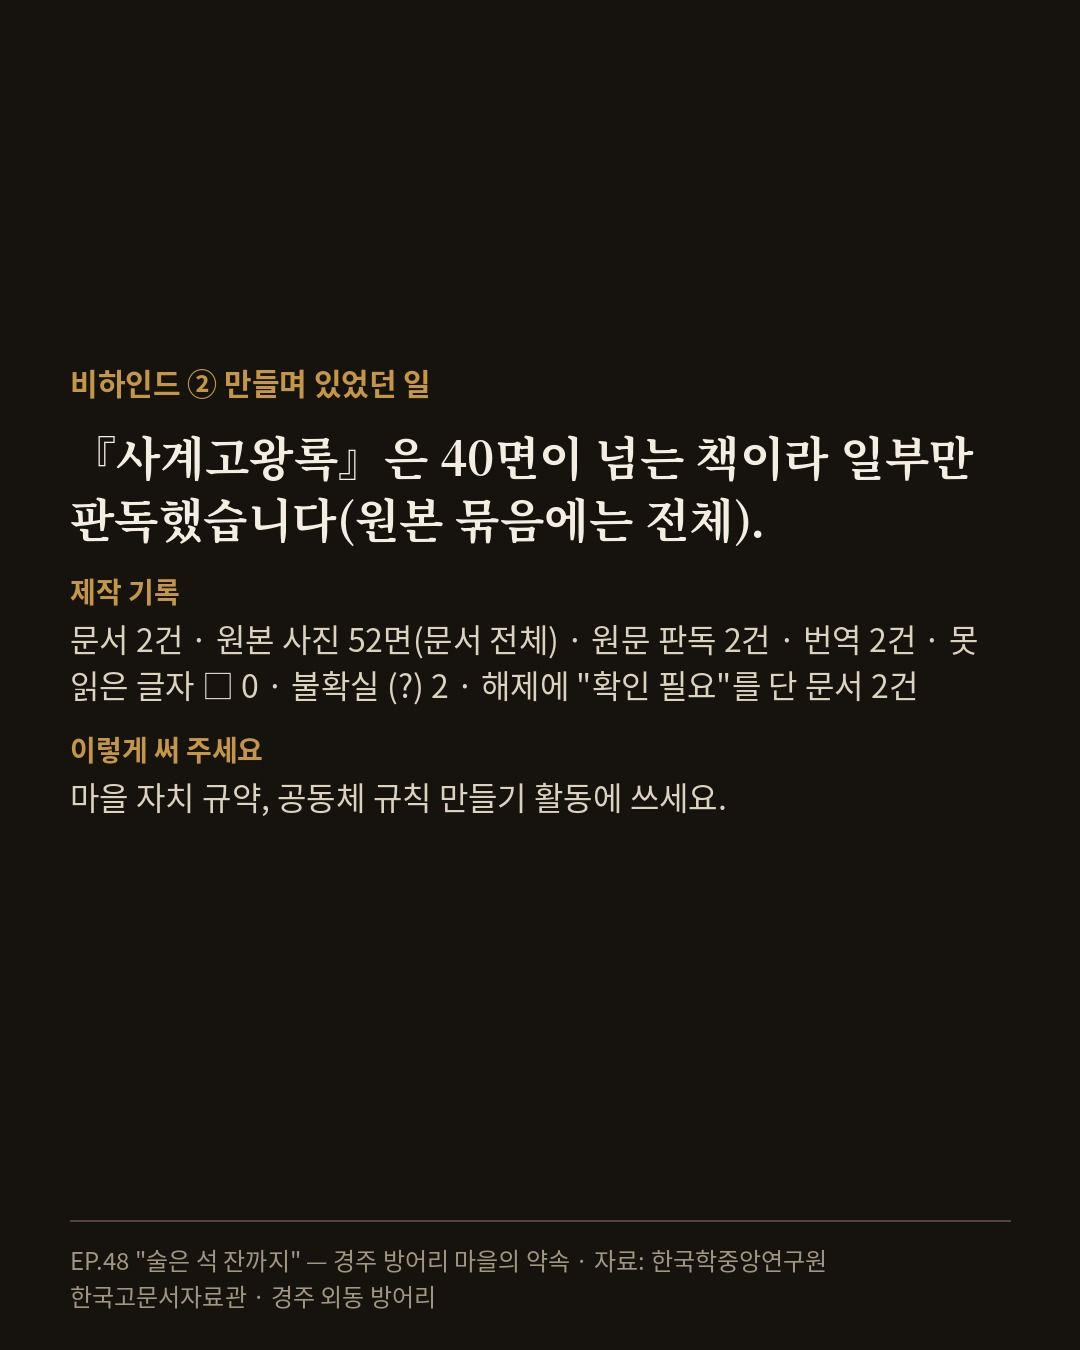 비하인드 ② 만들며 있었던 일
『사계고왕록』은 40면이 넘는 책이라 일부만
판독했습니다(원본 묶음에는 전체).
제작 기록
문서 2건 · 원본 사진 52면(문서 전체) · 원문 판독 2건 · 번역 2건 · 못
읽은 글자 □ 0 · 불확실 (?) 2 · 해제에 "확인 필요"를 단 문서 2건
이렇게 써 주세요
마을 자치 규약, 공동체 규칙 만들기 활동에 쓰세요.
EP.48 "술은 석 잔까지" — 경주 방어리 마을의 약속 · 자료: 한국학중앙연구원
한국고문서자료관 · 경주 외동 방어리